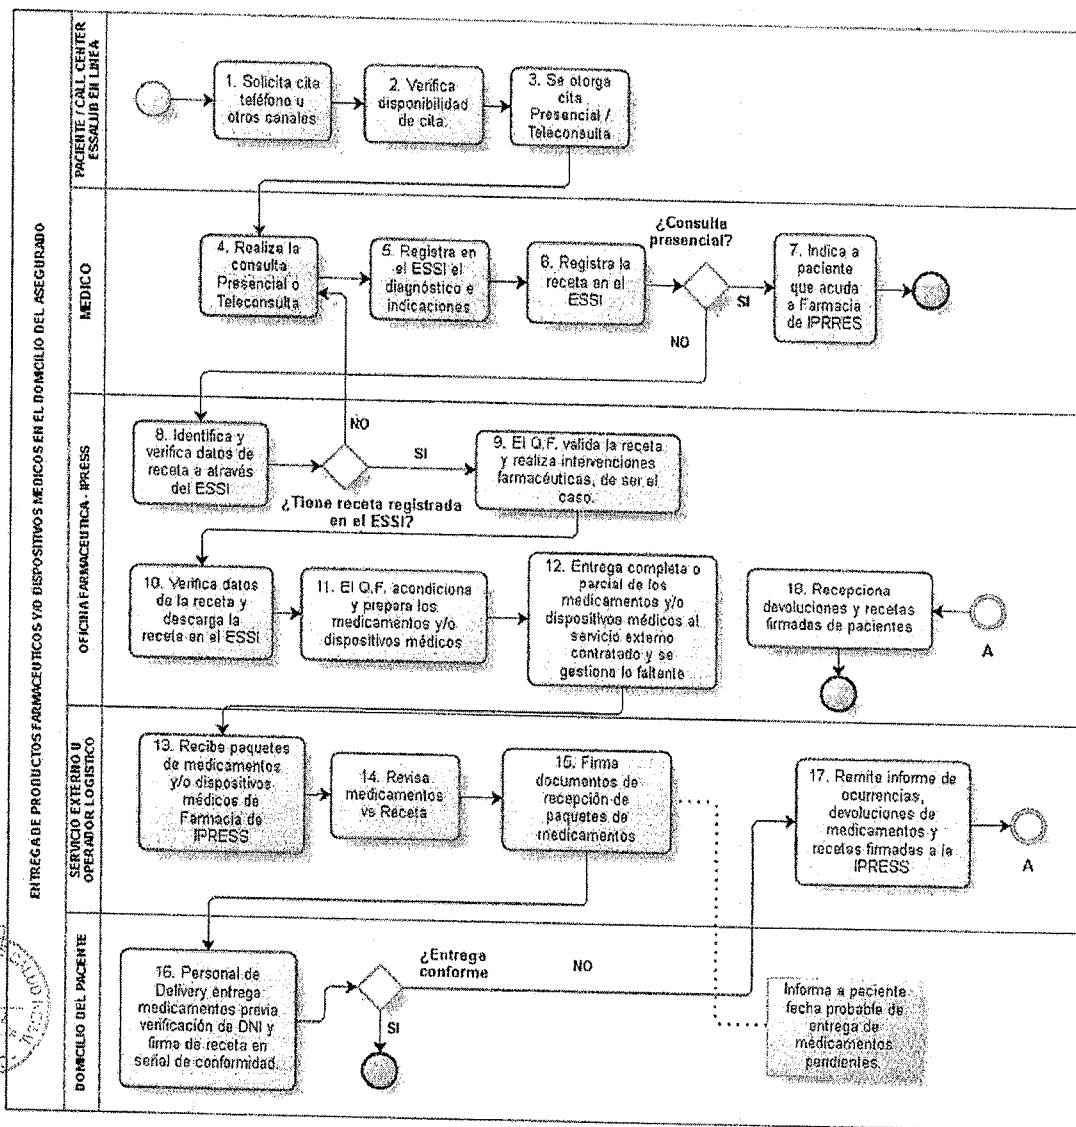 ENTREGA DE PRODUCTOS FARMACEUTICOS Y/O DISPOSITIVOS MEDICOS EN EL DOMICILIO DEL ASEGURADO
PACIENTE / CALL CENTER
ESSALUD EN LINEA
1. Solicita cita
teléfono u
otros canales
2. Verifica
disponibilidad
de cita.
3. Se otorga
cita
Presencial /
Teleconsulta
MEDICO
4. Realiza la
consulta
Presencial o
Teleconsulta
5. Registra en
el ESSI el
diagnóstico e
indicaciones
6. Registra la
receta en el
ESSI
¿Consulta
presencial?
SI
NO
7. Indica a
paciente
que acuda
a Farmacia
de IPRRES
OFICINA FARMACEUTICA - IPRESS
8. Identifica y
verifica datos de
receta a através
del ESSI
NO
SI
¿Tiene receta registrada
en el ESSI?
9. El Q.F. valida la receta
y realiza intervenciones
farmacéuticas, de ser el
caso.
10. Verifica datos
de la receta y
descarga la
receta en el ESSI
11. El Q.F. acondiciona
y prepara los
medicamentos y/o
dispositivos médicos
12. Entrega completa o
parcial de los
medicamentos y/o
dispositivos médicos al
servicio externo
contratado y se
gestiona lo faltante
18. Recepciona
devoluciones y recetas
firmadas de pacientes
A
SERVICIO EXTERNO U
OPERADOR LOGISTICO
13. Recibe paquetes
de medicamentos
y/o dispositivos
médicos de
Farmacia de
IPRESS
14. Revisa
medicamentos
vs Receta
15. Firma
documentos de
recepción de
paquetes de
medicamentos
17. Remite informe de
ocurrencias,
devoluciones de
medicamentos y
recetas firmadas a la
IPRESS
A
DOMICILIO DEL PACIENTE
16. Personal de
Delivery entrega
medicamentos previa
verificación de DNI y
firma de receta en
señal de conformidad.
¿Entrega
conforme
NO
SI
Informa a paciente
fecha probable de
entrega de
medicamentos
pendientes.